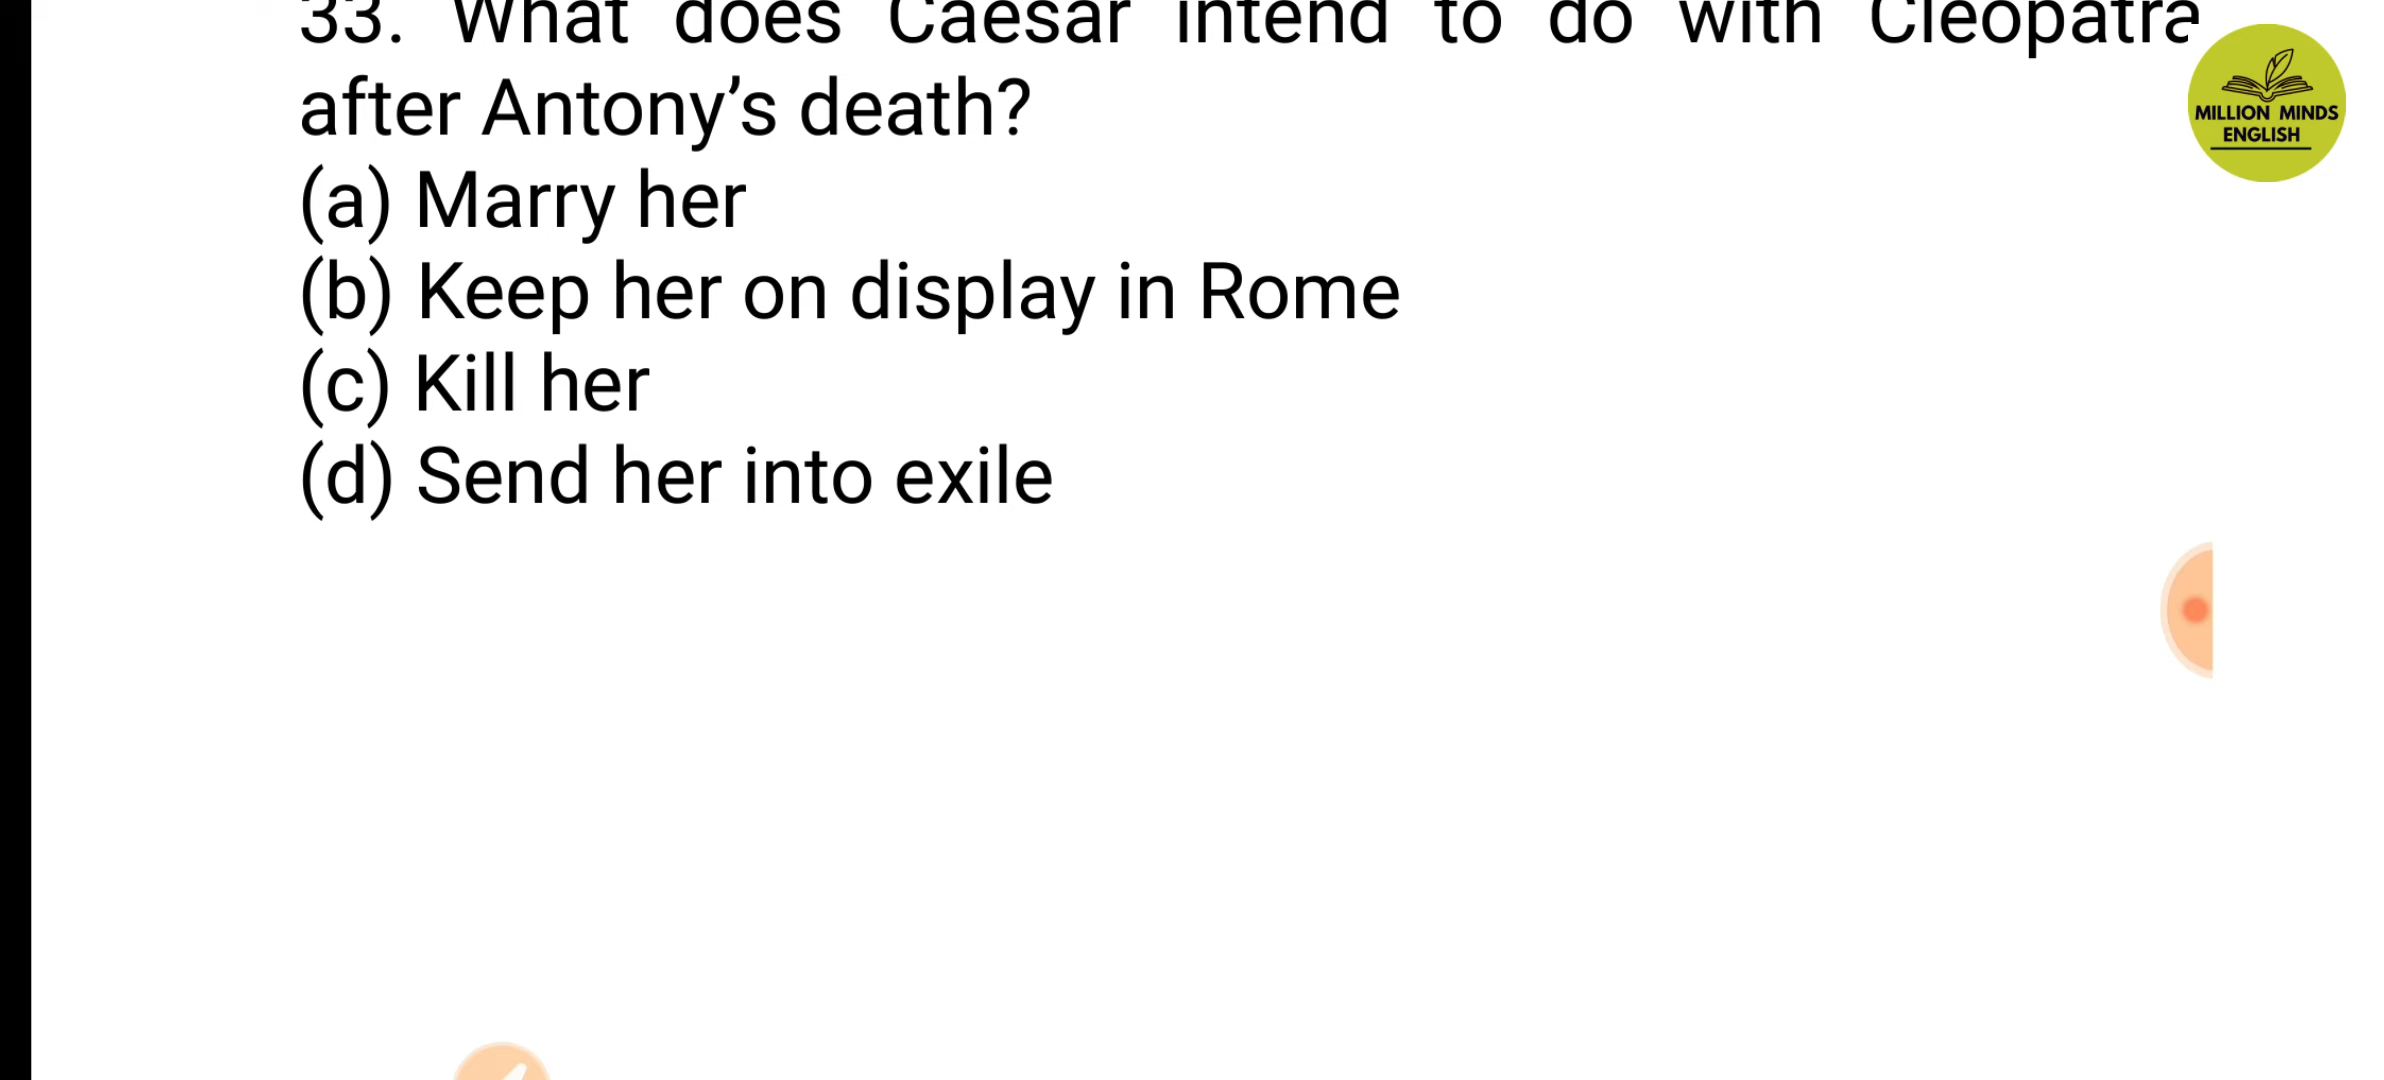 33. What does Caesar intend to do with Cleopatra
after Antony's death?
(a) Marry her
(b) Keep her on display in Rome
(c) Kill her
(d) Send her into exile
MILLION MINDS
ENGLISH